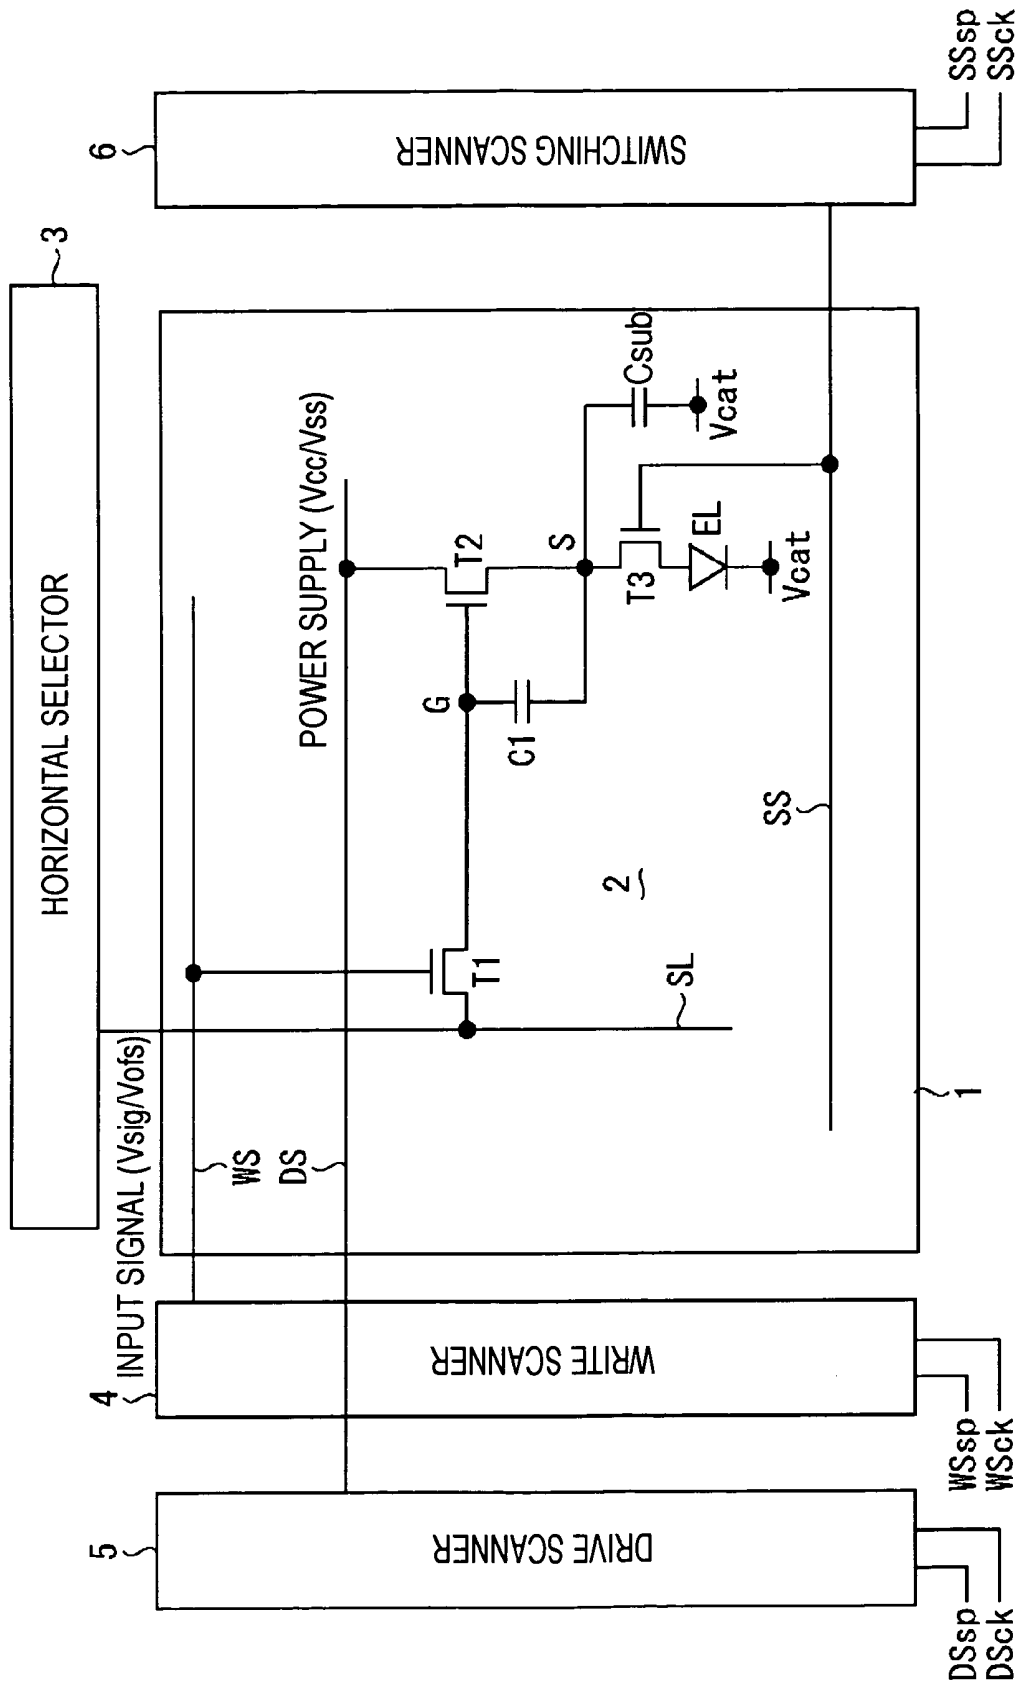 3
HORIZONTAL SELECTOR
INPUT SIGNAL (Vsig/Vofs)
5
4
6
WS
DS
POWER SUPPLY (Vcc/Vss)
DRIVE SCANNER
WRITE SCANNER
SWITCHING SCANNER
T1
G
T2
C1
S
Csub
2
T3
EL
Vcat
Vcat
SL
SS
1
DSsp
DSck
WSsp
WSck
SSsp
SSck